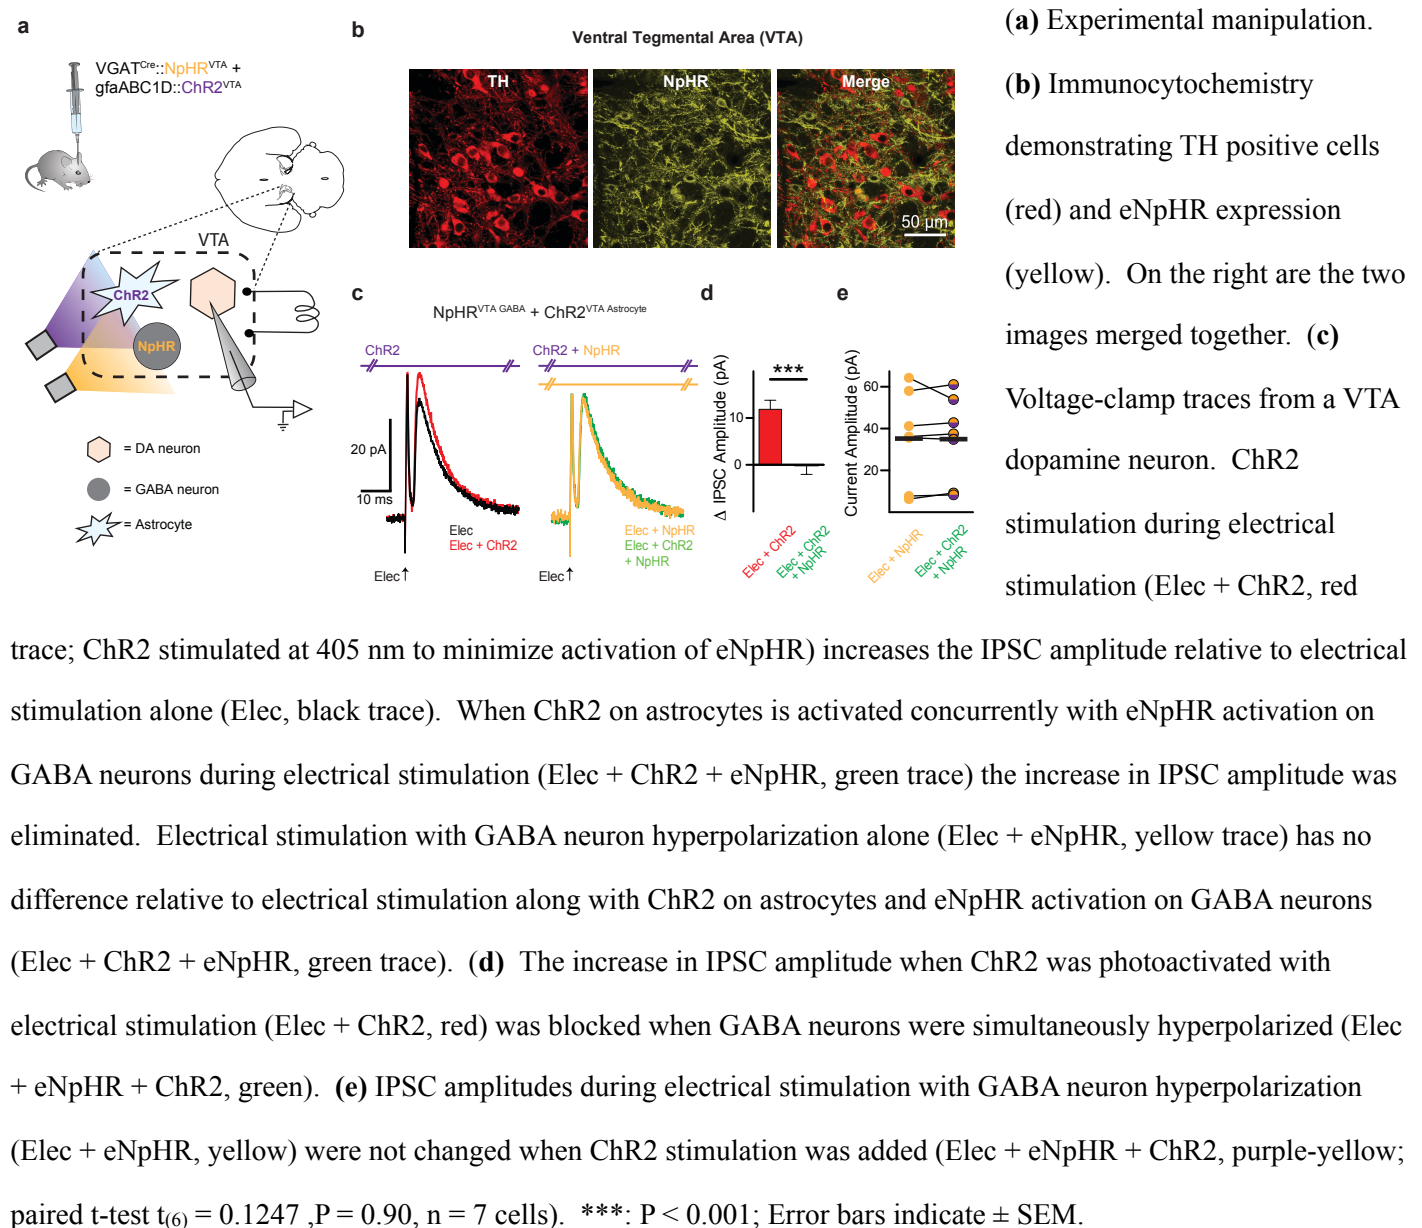 a
VGATCre::NpHRVTA +
gfaABC1D::ChR2VTA
VTA
ChR2
NpHR
= DA neuron
= GABA neuron
= Astrocyte
b
Ventral Tegmental Area (VTA)
TH
NpHR
Merge
50 µm
c
NpHRVTA GABA + ChR2VTA Astrocyte
ChR2
ChR2 + NpHR
20 pA
10 ms
Elec
Elec + ChR2
Elec ↑
Elec + NpHR
Elec + ChR2
+ NpHR
Elec ↑
d
***
Δ IPSC Amplitude (pA)
10
0
Elec + ChR2
Elec + ChR2
+ NpHR
e
Current Amplitude (pA)
60
40
20
Elec + NpHR
Elec + ChR2
+ NpHR
(a) Experimental manipulation.
(b) Immunocytochemistry
demonstrating TH positive cells
(red) and eNpHR expression
(yellow). On the right are the two
images merged together. (c)
Voltage-clamp traces from a VTA
dopamine neuron. ChR2
stimulation during electrical
stimulation (Elec + ChR2, red
trace; ChR2 stimulated at 405 nm to minimize activation of eNpHR) increases the IPSC amplitude relative to electrical
stimulation alone (Elec, black trace). When ChR2 on astrocytes is activated concurrently with eNpHR activation on
GABA neurons during electrical stimulation (Elec + ChR2 + eNpHR, green trace) the increase in IPSC amplitude was
eliminated. Electrical stimulation with GABA neuron hyperpolarization alone (Elec + eNpHR, yellow trace) has no
difference relative to electrical stimulation along with ChR2 on astrocytes and eNpHR activation on GABA neurons
(Elec + ChR2 + eNpHR, green trace). (d) The increase in IPSC amplitude when ChR2 was photoactivated with
electrical stimulation (Elec + ChR2, red) was blocked when GABA neurons were simultaneously hyperpolarized (Elec
+ eNpHR + ChR2, green). (e) IPSC amplitudes during electrical stimulation with GABA neuron hyperpolarization
(Elec + eNpHR, yellow) were not changed when ChR2 stimulation was added (Elec + eNpHR + ChR2, purple-yellow;
paired t-test t(6) = 0.1247 ,P = 0.90, n = 7 cells). ***: P < 0.001; Error bars indicate ± SEM.